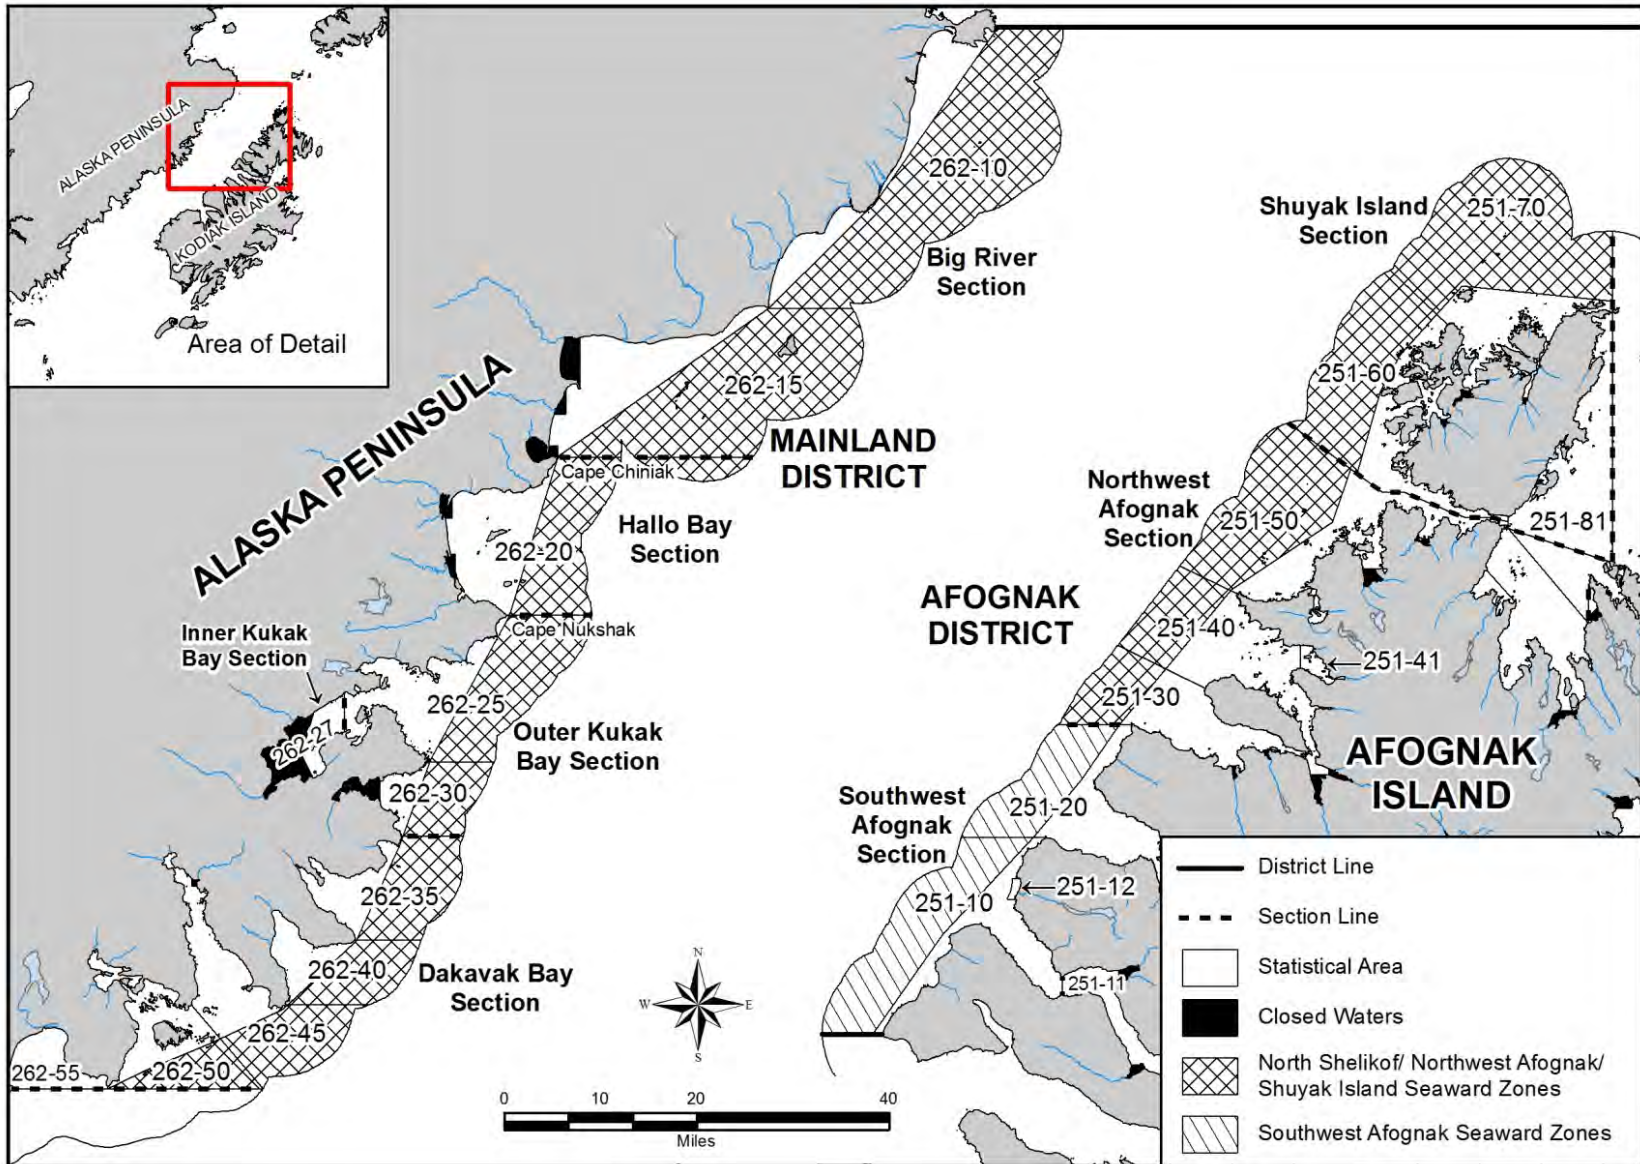 ALASKA PENINSULA
KODIAK ISLAND
Area of Detail
262-10
Big River
Section
262-15
MAINLAND
DISTRICT
ALASKA PENINSULA
Cape Chiniak
Hallo Bay
Section
262-20
Cape Nukshak
Inner Kukak
Bay Section
262-25
262-27
Outer Kukak
Bay Section
262-30
262-35
262-40
Dakavak Bay
Section
262-45
262-50
262-55
Shuyak Island
Section
251-70
251-60
Northwest
Afognak
Section
251-50
251-81
AFOGNAK
DISTRICT
251-40
251-41
251-30
AFOGNAK
ISLAND
Southwest
Afognak
Section
251-20
251-10
251-12
251-11
N
W
E
S
0 10 20 40
Miles
District Line
Section Line
Statistical Area
Closed Waters
North Shelikof/ Northwest Afognak/
Shuyak Island Seaward Zones
Southwest Afognak Seaward Zones